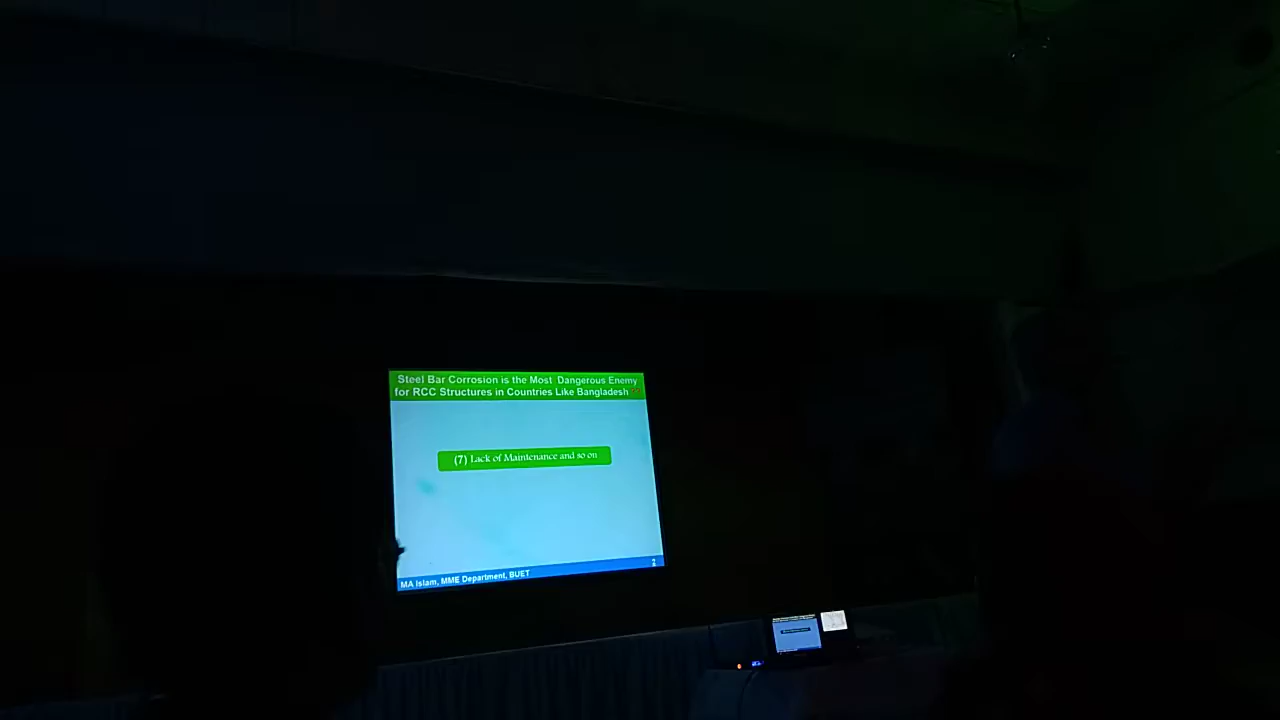 Steel Bar Corrosion is the Most Dangerous Enemy
for RCC Structures in Countries Like Bangladesh
(7) Lack of Maintenance and so on
MA Islam, MME Department, BUET
2